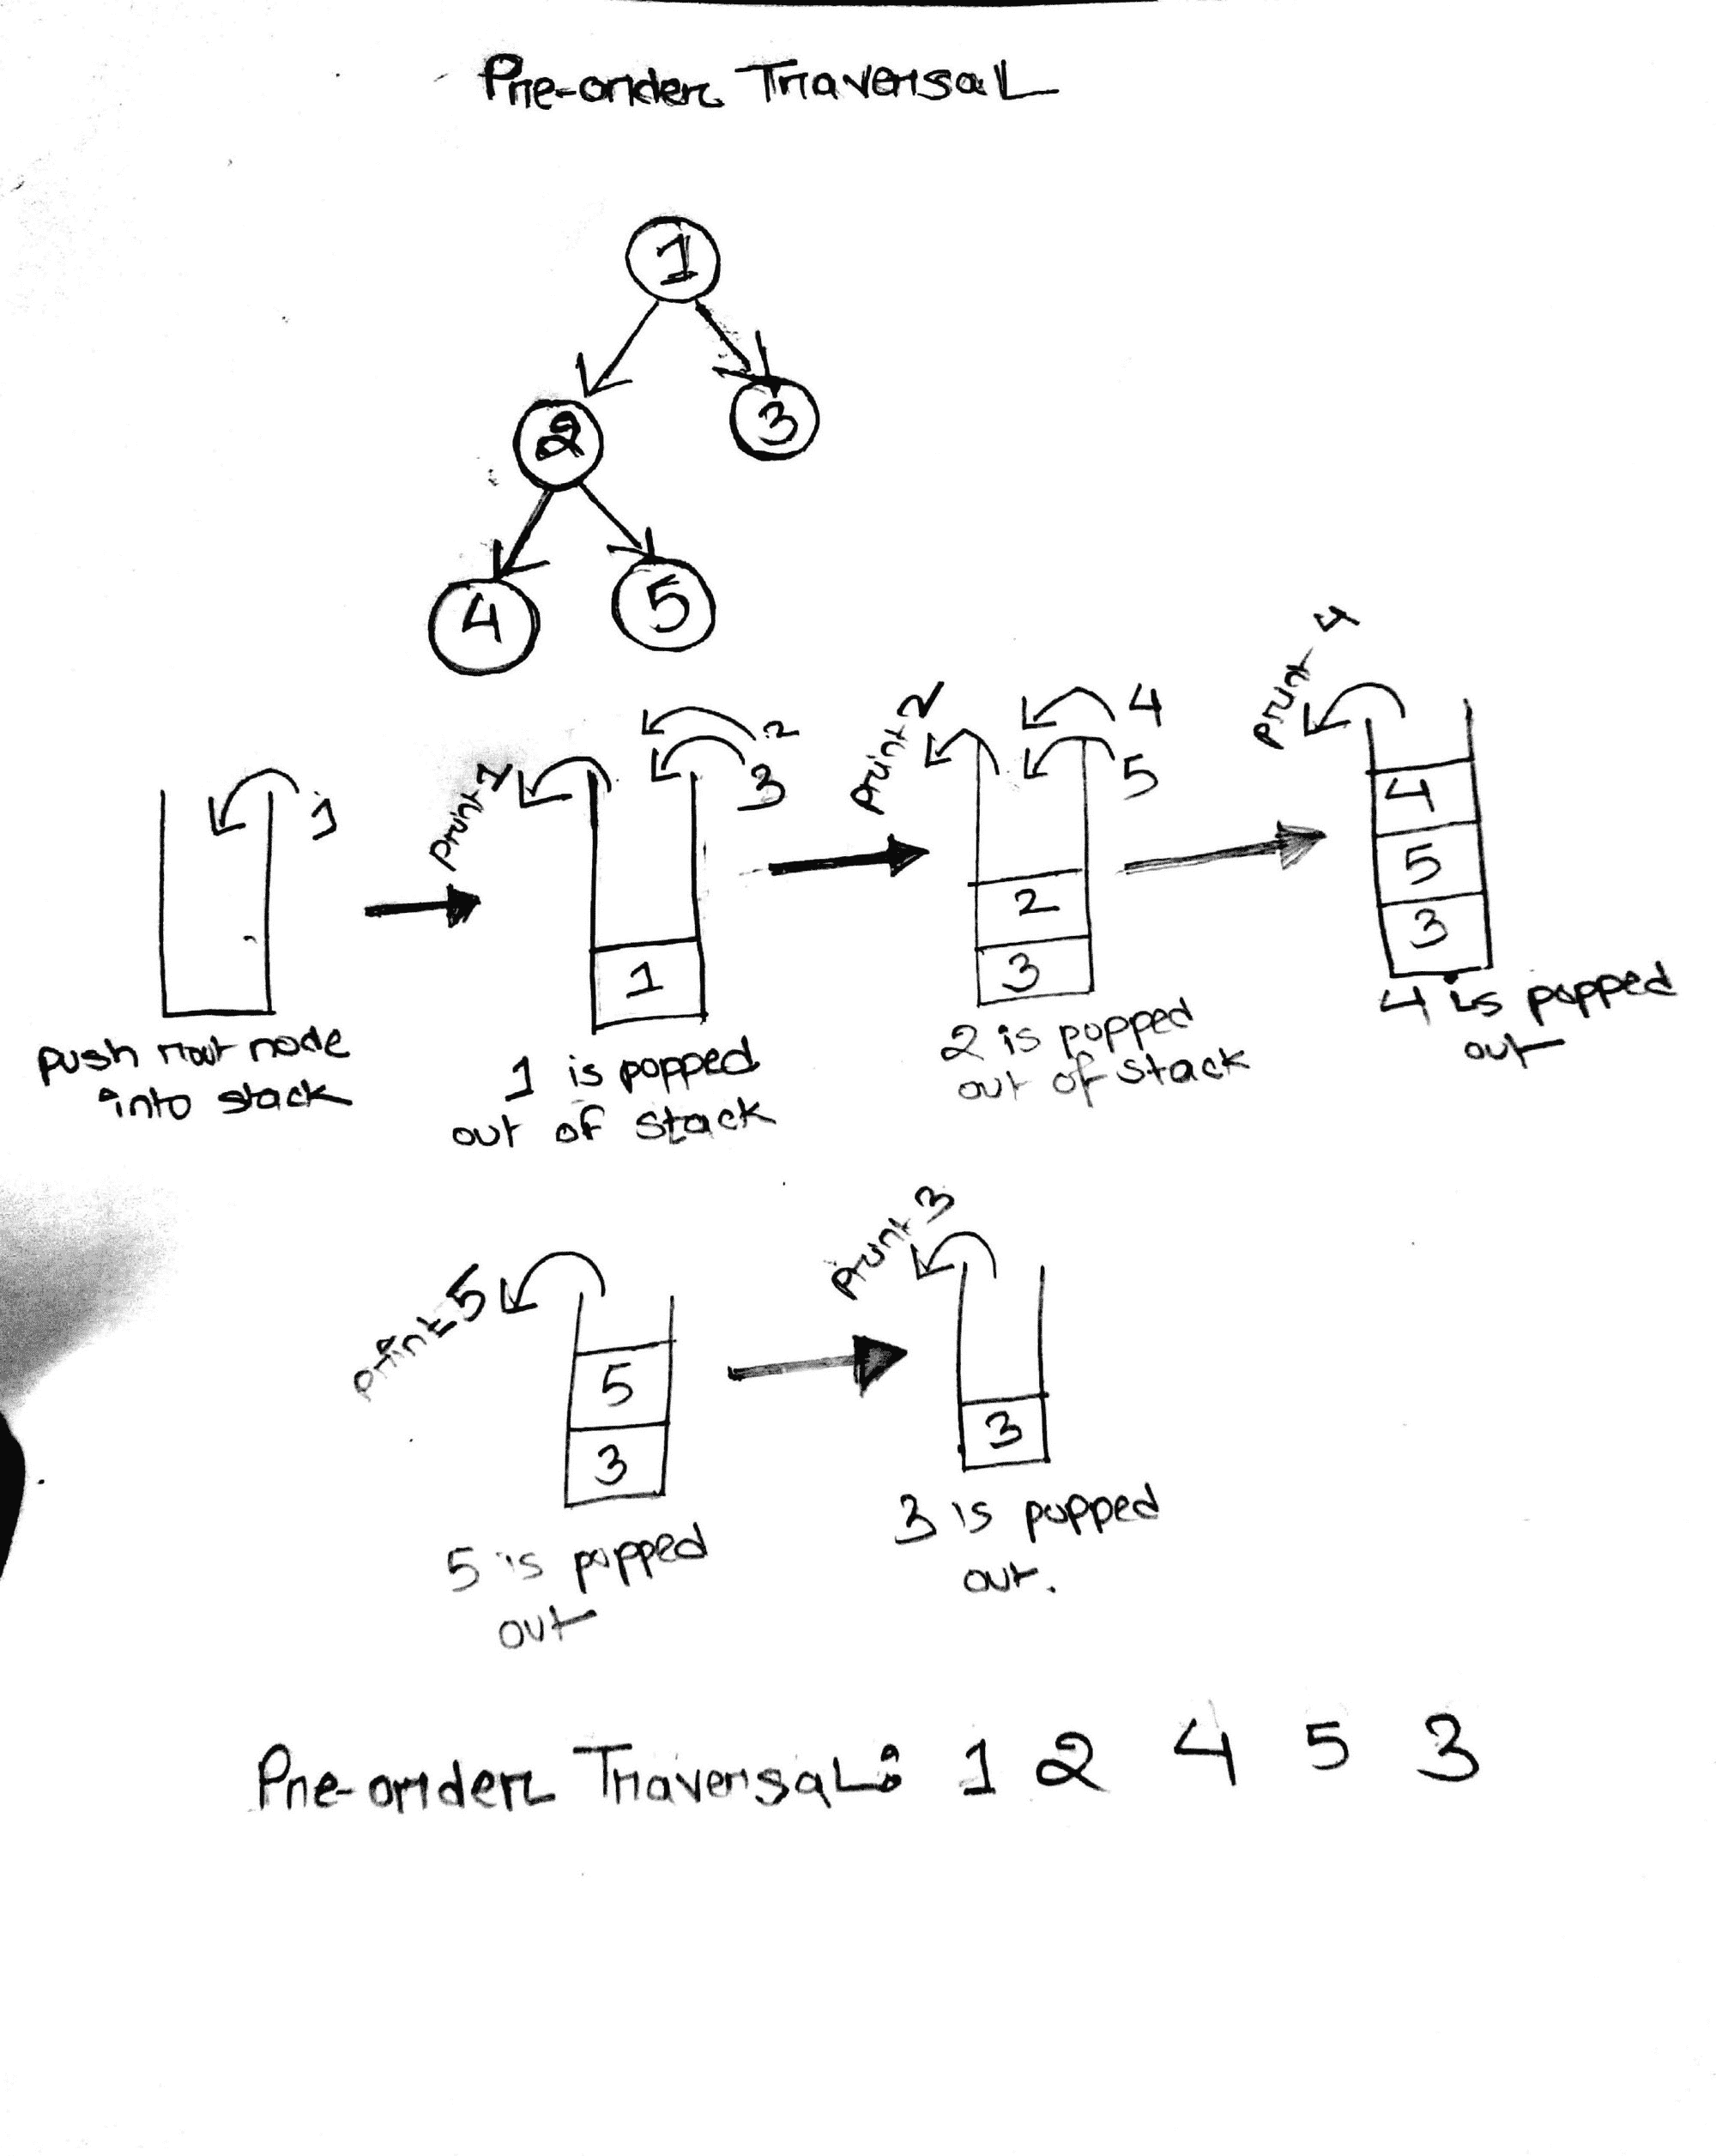 Pre-order Traversal
1
2
3
4
5
1
print 1
2
3
1
print 2
4
5
2
3
print 4
4
5
3
push root node
into stack
1 is popped
out of stack
2 is popped
out of stack
4 is popped
out
print 5
5
3
print 3
3
5 is popped
out
3 is popped
out.
Pre-order Traversal: 1 2 4 5 3